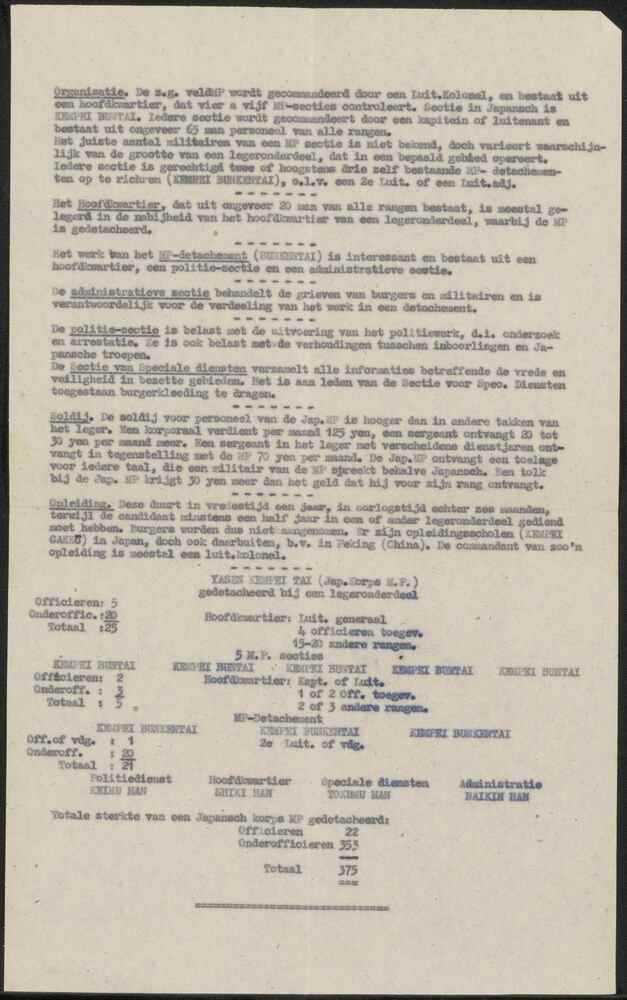 Organisatie. De z.g. veldMP wordt gecommandeerd door een Luit.Kolonel, en bestaat uit
een hoofdkwartier, dat vier a vijf MP-secties controleert. Sectie in Japansch is
KEMPEI BUNTAI. Iedere sectie wordt gecommandeert door een kapitein of luitenant en
bestaat uit ongeveer 65 man personeel van alle rangen.
Het juiste aantal militairen van een MP sectie is niet bekend, doch varieert waarschijn-
lijk van de grootte van een legeronderdeel, dat in een bepaald gebied opereert.
Iedere sectie is gerechtigd twee of hoogstens drie zelf bestaande MP- detachemen-
ten op te richten (KEMPEI BUNKENTAI), o.l.v. een 2e Luit. of een Luit.adj.
Het Hoofdkwartier, dat uit ongeveer 20 man van alle rangen bestaat, is meestal ge-
legerd in de nabijheid van het hoofdkwartier van een legeronderdeel, waarbij de MP
is gedetacheerd.
Het werk van het MP-detachement (BUNKENTAI) is interessant en bestaat uit een
hoofdkwartier, een politie-sectie en een administratieve sectie.
De administratieve sectie behandelt de grieven van burgers en militairen en is
verantwoordelijk voor de verdeeling van het werk in een detachement.
De politie-sectie is belast met de uitvoering van het politiewerk, d.i. onderzoek
en arrestatie. Ze is ook belast met de verhoudingen tusschen inboorlingen en Ja-
pansche troepen.
De Sectie van Speciale diensten verzamelt alle informaties betreffende de vrede en
veiligheid in bezette gebieden. Het is aan leden van de Sectie voor Spec. Diensten
toegestaan burgerkleeding te dragen.
Soldij. De soldij voor personeel van de Jap.MP is hooger dan in andere takken van
het leger. Een korporaal verdient per maand 125 yen, een sergeant ontvangt 20 tot
30 yen per maand meer. Een sergeant in het leger met verscheidene dienstjaren ont-
vangt in tegenstelling met de MP 70 yen per maand. De Jap.MP ontvangt een toelage
voor iedere taal, die een militair van de MP spreekt behalve Japansch. Een tolk
bij de Jap. MP krijgt 30 yen meer dan het geld dat hij voor zijn rang ontvangt.
Opleiding. Deze duurt in vredestijd een jaar, in oorlogstijd echter zes maanden,
terwijl de candidaat minstens een half jaar in een of ander legeronderdeel gediend
moet hebben. Burgers worden dus niet aangenomen. Er zijn opleidingsscholen (KEMPEI
GAKKO) in Japan, doch ook daarbuiten, b.v. in Peking (China). De commandant van zoo'n
opleiding is meestal een luit.kolonel.
YASEN KEMPEI TAI (Jap.Korps M.P.)
gedetacheerd bij een legeronderdeel
Officieren: 5
Onderoffic.:20
Totaal :25
Hoofdkwartier: Luit. generaal
4 officieren toegev.
15-20 andere rangen.
5 M.P. secties
KEMPEI BUNTAI KEMPEI BUNTAI KEMPEI BUNTAI KEMPEI BUNTAI KEMPEI BUNTAI
Officieren: 2
Onderoff. : 3
Totaal : 5
Hoofdkwartier: Kapt. of Luit.
1 of 2 Off. toegev.
2 of 3 andere rangen.
MP-Detachement
KEMPEI BUNKENTAI KEMPEI BUNKENTAI KEMPEI BUNKENTAI
Off.of vdg. : 1
Onderoff. : 20
Totaal : 21
2e Luit. of vdg.
Politiedienst Hoofdkwartier Speciale diensten Administratie
KEIMU HAN SHIKI HAN TOKUMU HAN NAIKIN HAN
Totale sterkte van een Japansch korps MP gedetacheerd:
Officieren 22
Onderofficieren 353
Totaal 375